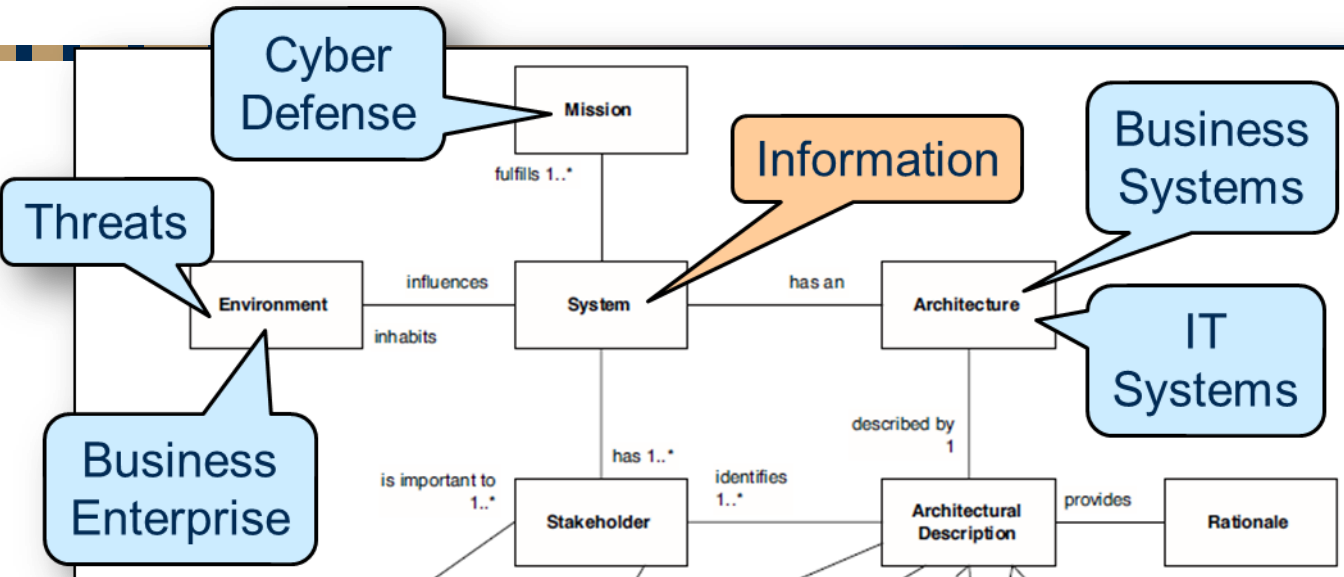 Cyber
Defense
Mission
fulfills 1..*
Information
Business
Systems
Threats
Environment
influences
inhabits
System
has an
Architecture
IT
Systems
Business
Enterprise
described by
1
has 1..*
is important to
1..*
identifies
1..*
Stakeholder
Architectural
Description
provides
Rationale